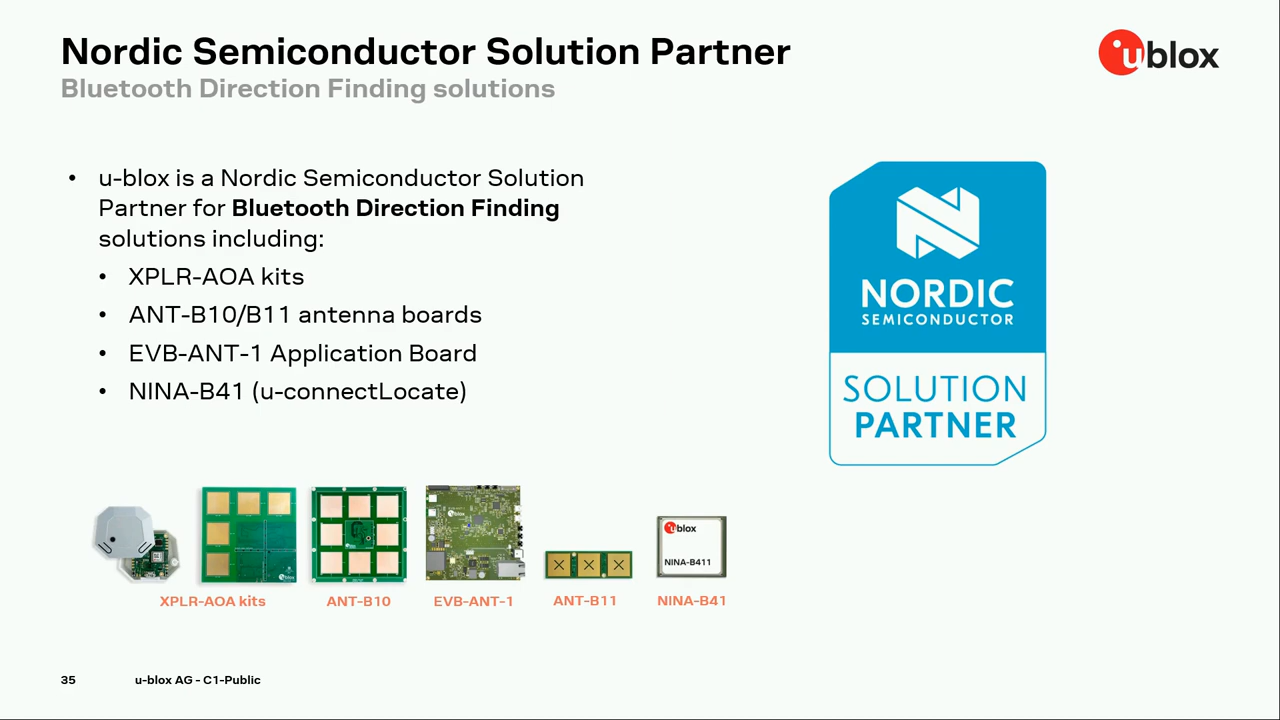 Nordic Semiconductor Solution Partner
Bluetooth Direction Finding solutions
ublox
• u-blox is a Nordic Semiconductor Solution
Partner for Bluetooth Direction Finding
solutions including:
• XPLR-AOA kits
• ANT-B10/B11 antenna boards
• EVB-ANT-1 Application Board
• NINA-B41 (u-connectLocate)
NORDIC
SEMICONDUCTOR
SOLUTION
PARTNER
ublox
ublox
ublox
NINA-B411
XPLR-AOA kits
ANT-B10
EVB-ANT-1
ANT-B11
NINA-B41
35
u-blox AG - C1-Public